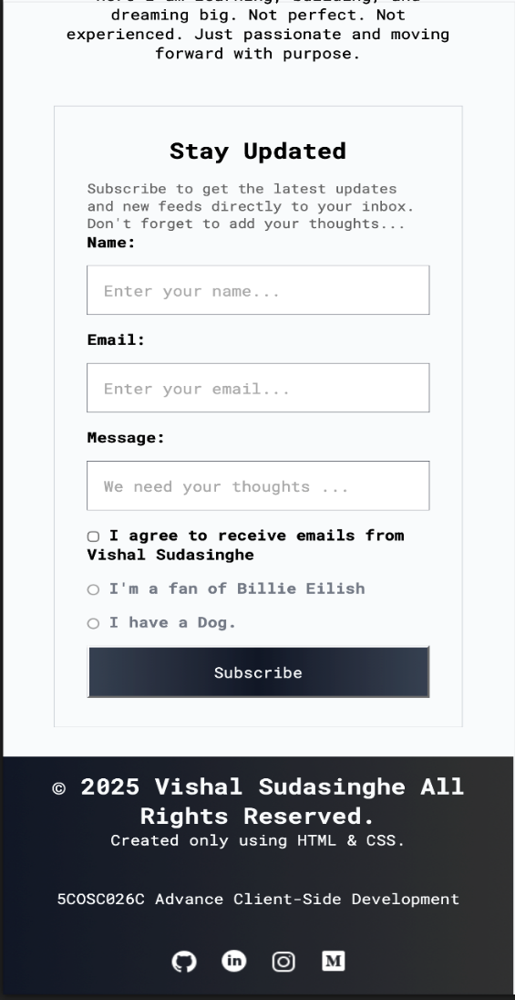 dreaming big. Not perfect. Not
experienced. Just passionate and moving
forward with purpose.
Stay Updated
Subscribe to get the latest updates
and new feeds directly to your inbox.
Don't forget to add your thoughts...
Name:
Enter your name...
Email:
Enter your email...
Message:
We need your thoughts ...
I agree to receive emails from
Vishal Sudasinghe
I'm a fan of Billie Eilish
I have a Dog.
Subscribe
© 2025 Vishal Sudasinghe All
Rights Reserved.
Created only using HTML & CSS.
5COSC026C Advance Client-Side Development
in
M